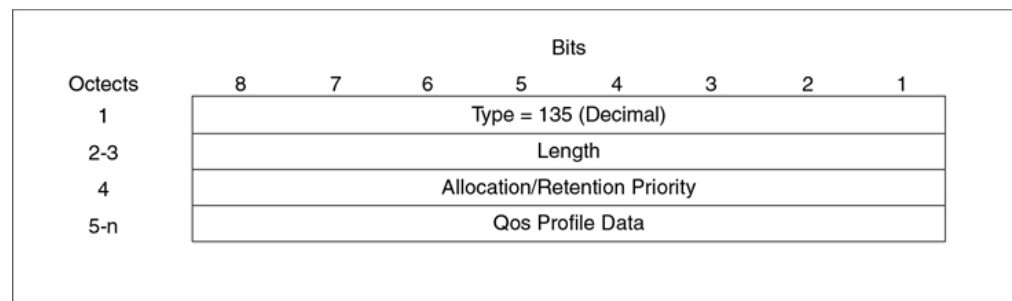 Bits
Octects 8 7 6 5 4 3 2 1
1 Type = 135 (Decimal)
2-3 Length
4 Allocation/Retention Priority
5-n Qos Profile Data